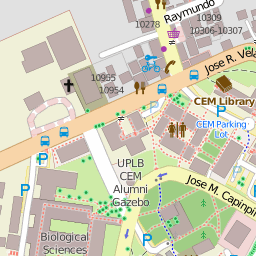 Raymundo
10278
10309
10306-10307
Jose R. Vel
10955
10954
CEM Library
CEM Parking
Lot
UPLB
CEM
Alumni
Gazebo
Jose M. Capinpi
Biological
Sciences
P
P
P
P